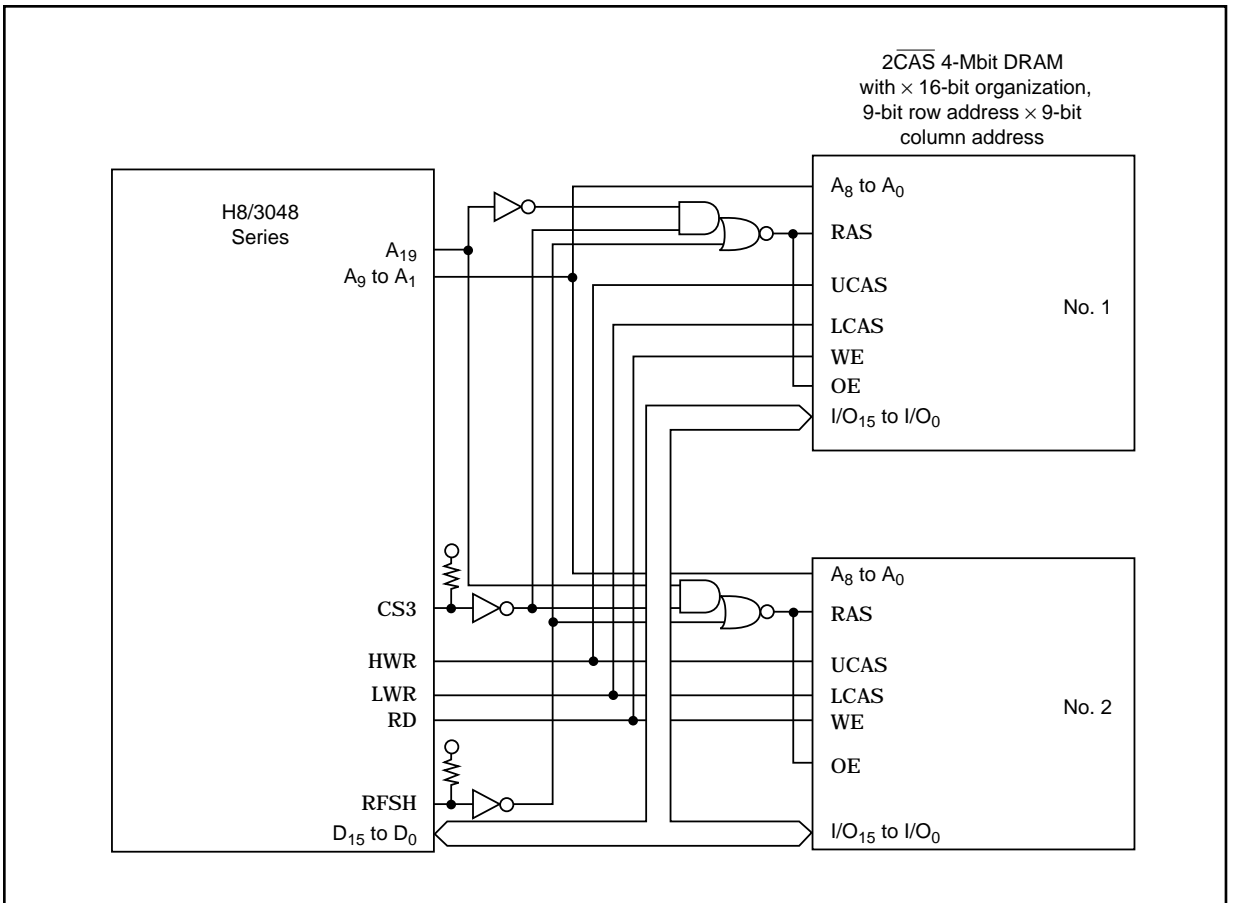 2C̅A̅S̅ 4-Mbit DRAM
with × 16-bit organization,
9-bit row address × 9-bit
column address
H8/3048
Series
A₁₉
A₉ to A₁
CS3
HWR
LWR
RD
RFSH
D₁₅ to D₀
A₈ to A₀
RAS
UCAS
LCAS
WE
OE
I/O₁₅ to I/O₀
No. 1
A₈ to A₀
RAS
UCAS
LCAS
WE
OE
I/O₁₅ to I/O₀
No. 2